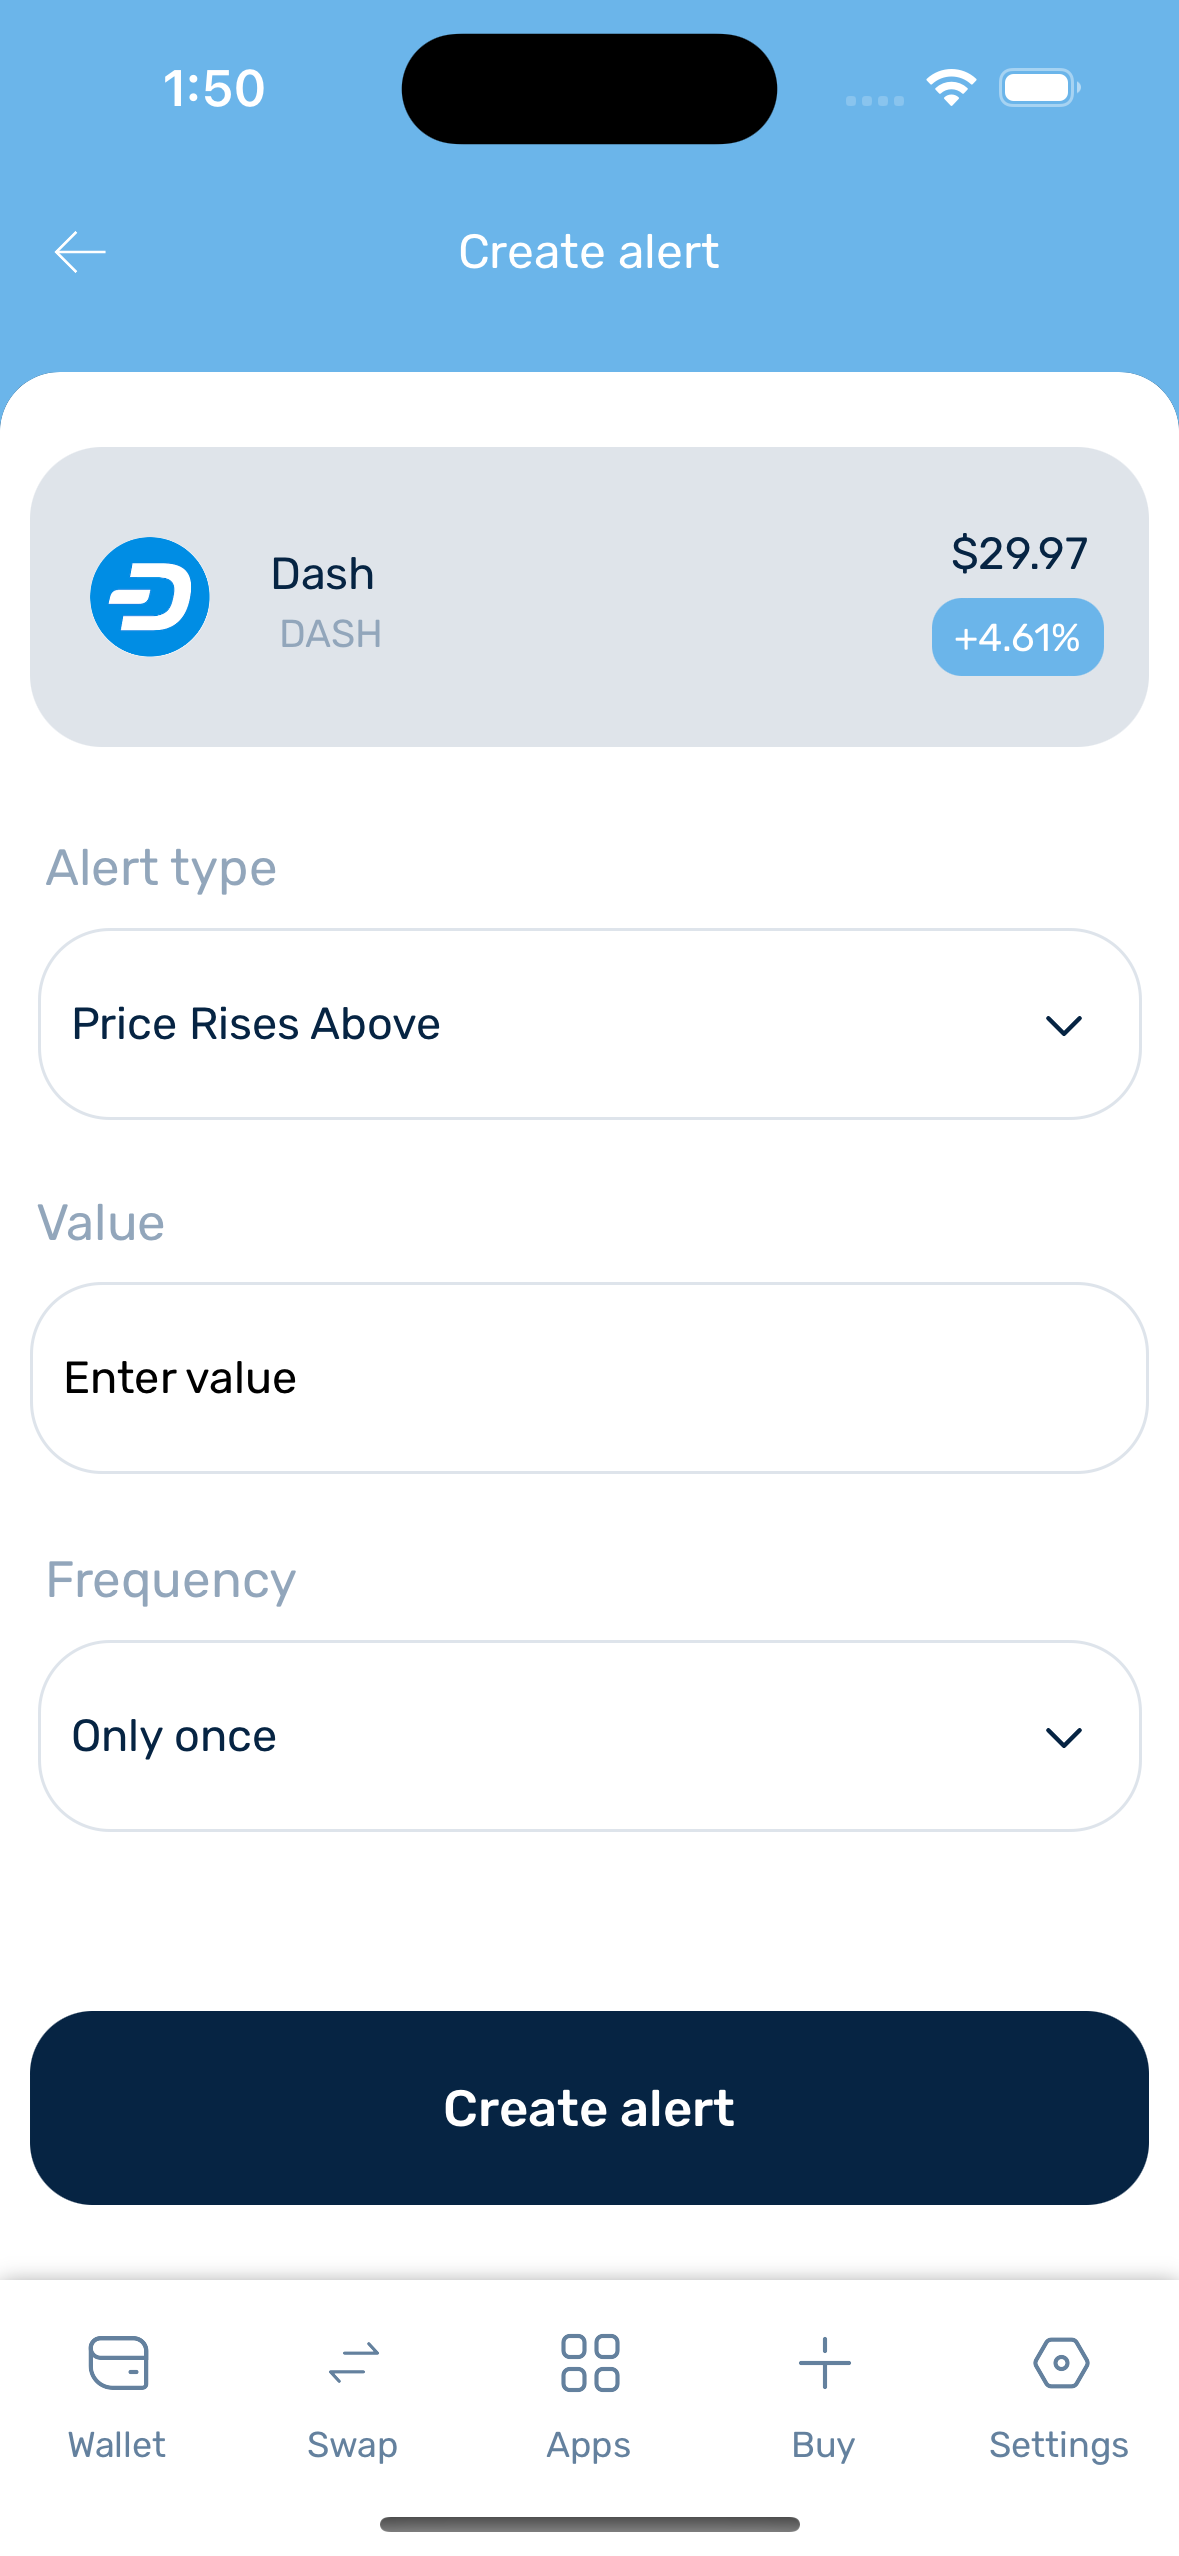 1:50
Create alert
Dash
DASH
$29.97
+4.61%
Alert type
Price Rises Above
Value
Enter value
Frequency
Only once
Create alert
Wallet
Swap
Apps
Buy
Settings